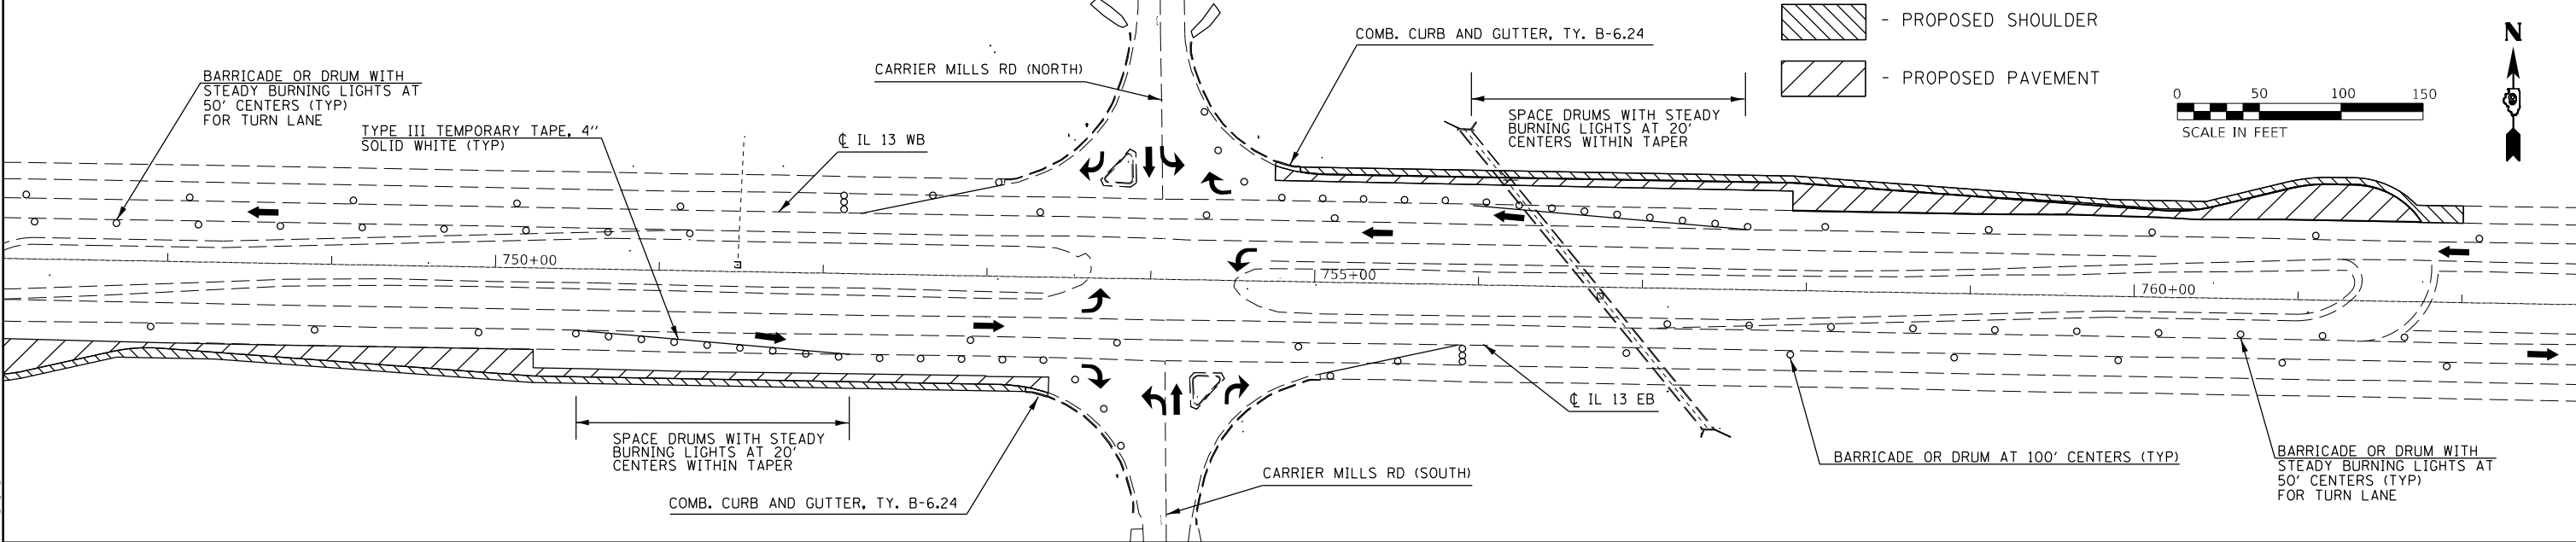 - PROPOSED SHOULDER
- PROPOSED PAVEMENT
N
0 50 100 150
SCALE IN FEET
COMB. CURB AND GUTTER, TY. B-6.24
CARRIER MILLS RD (NORTH)
BARRICADE OR DRUM WITH
STEADY BURNING LIGHTS AT
50' CENTERS (TYP)
FOR TURN LANE
TYPE III TEMPORARY TAPE, 4"
SOLID WHITE (TYP)
℄ IL 13 WB
SPACE DRUMS WITH STEADY
BURNING LIGHTS AT 20'
CENTERS WITHIN TAPER
750+00
755+00
760+00
SPACE DRUMS WITH STEADY
BURNING LIGHTS AT 20'
CENTERS WITHIN TAPER
COMB. CURB AND GUTTER, TY. B-6.24
℄ IL 13 EB
CARRIER MILLS RD (SOUTH)
BARRICADE OR DRUM AT 100' CENTERS (TYP)
BARRICADE OR DRUM WITH
STEADY BURNING LIGHTS AT
50' CENTERS (TYP)
FOR TURN LANE